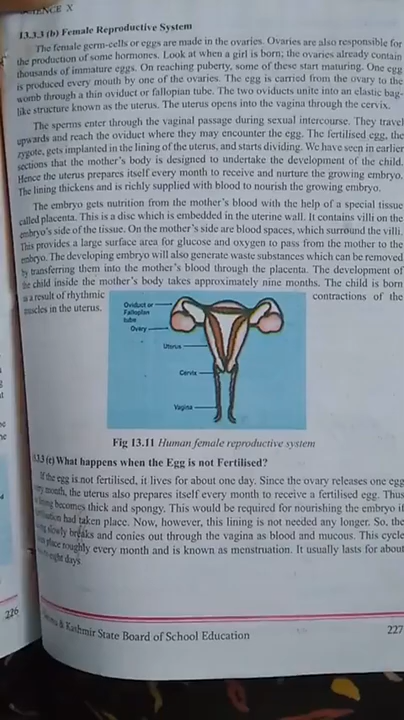 SCIENCE X
13.3.3 (b) Female Reproductive System
The female germ-cells or eggs are made in the ovaries. Ovaries are also responsible for
the production of some hormones. Look at when a girl is born; the ovaries already contain
thousands of immature eggs. On reaching puberty, some of these start maturing. One egg
is produced every mouth by one of the ovaries. The egg is carried from the ovary to the
womb through a thin oviduct or fallopian tube. The two oviducts unite into an elastic bag-
like structure known as the uterus. The uterus opens into the vagina through the cervix.
The sperms enter through the vaginal passage during sexual intercourse. They travel
upwards and reach the oviduct where they may encounter the egg. The fertilised egg, the
zygote, gets implanted in the lining of the uterus, and starts dividing. We have seen in earlier
sections that the mother's body is designed to undertake the development of the child.
Hence the uterus prepares itself every month to receive and nurture the growing embryo.
The lining thickens and is richly supplied with blood to nourish the growing embryo.
The embryo gets nutrition from the mother's blood with the help of a special tissue
called placenta. This is a disc which is embedded in the uterine wall. It contains villi on the
embryo's side of the tissue. On the mother's side are blood spaces, which surround the villi.
This provides a large surface area for glucose and oxygen to pass from the mother to the
embryo. The developing embryo will also generate waste substances which can be removed
by transferring them into the mother's blood through the placenta. The development of
the child inside the mother's body takes approximately nine months. The child is born
as a result of rhythmic contractions of the
muscles in the uterus.
Oviduct or
Fallopian
tube
Ovary
Uterus
Cervix
Vagina
Fig 13.11 Human female reproductive system
13.3.3 (c) What happens when the Egg is not Fertilised?
If the egg is not fertilised, it lives for about one day. Since the ovary releases one egg
every month, the uterus also prepares itself every month to receive a fertilised egg. Thus
lining becomes thick and spongy. This would be required for nourishing the embryo if
had taken place. Now, however, this lining is not needed any longer. So, the
slowly breaks and conies out through the vagina as blood and mucous. This cycle
place roughly every month and is known as menstruation. It usually lasts for about
eight days
226
& Kashmir State Board of School Education
227